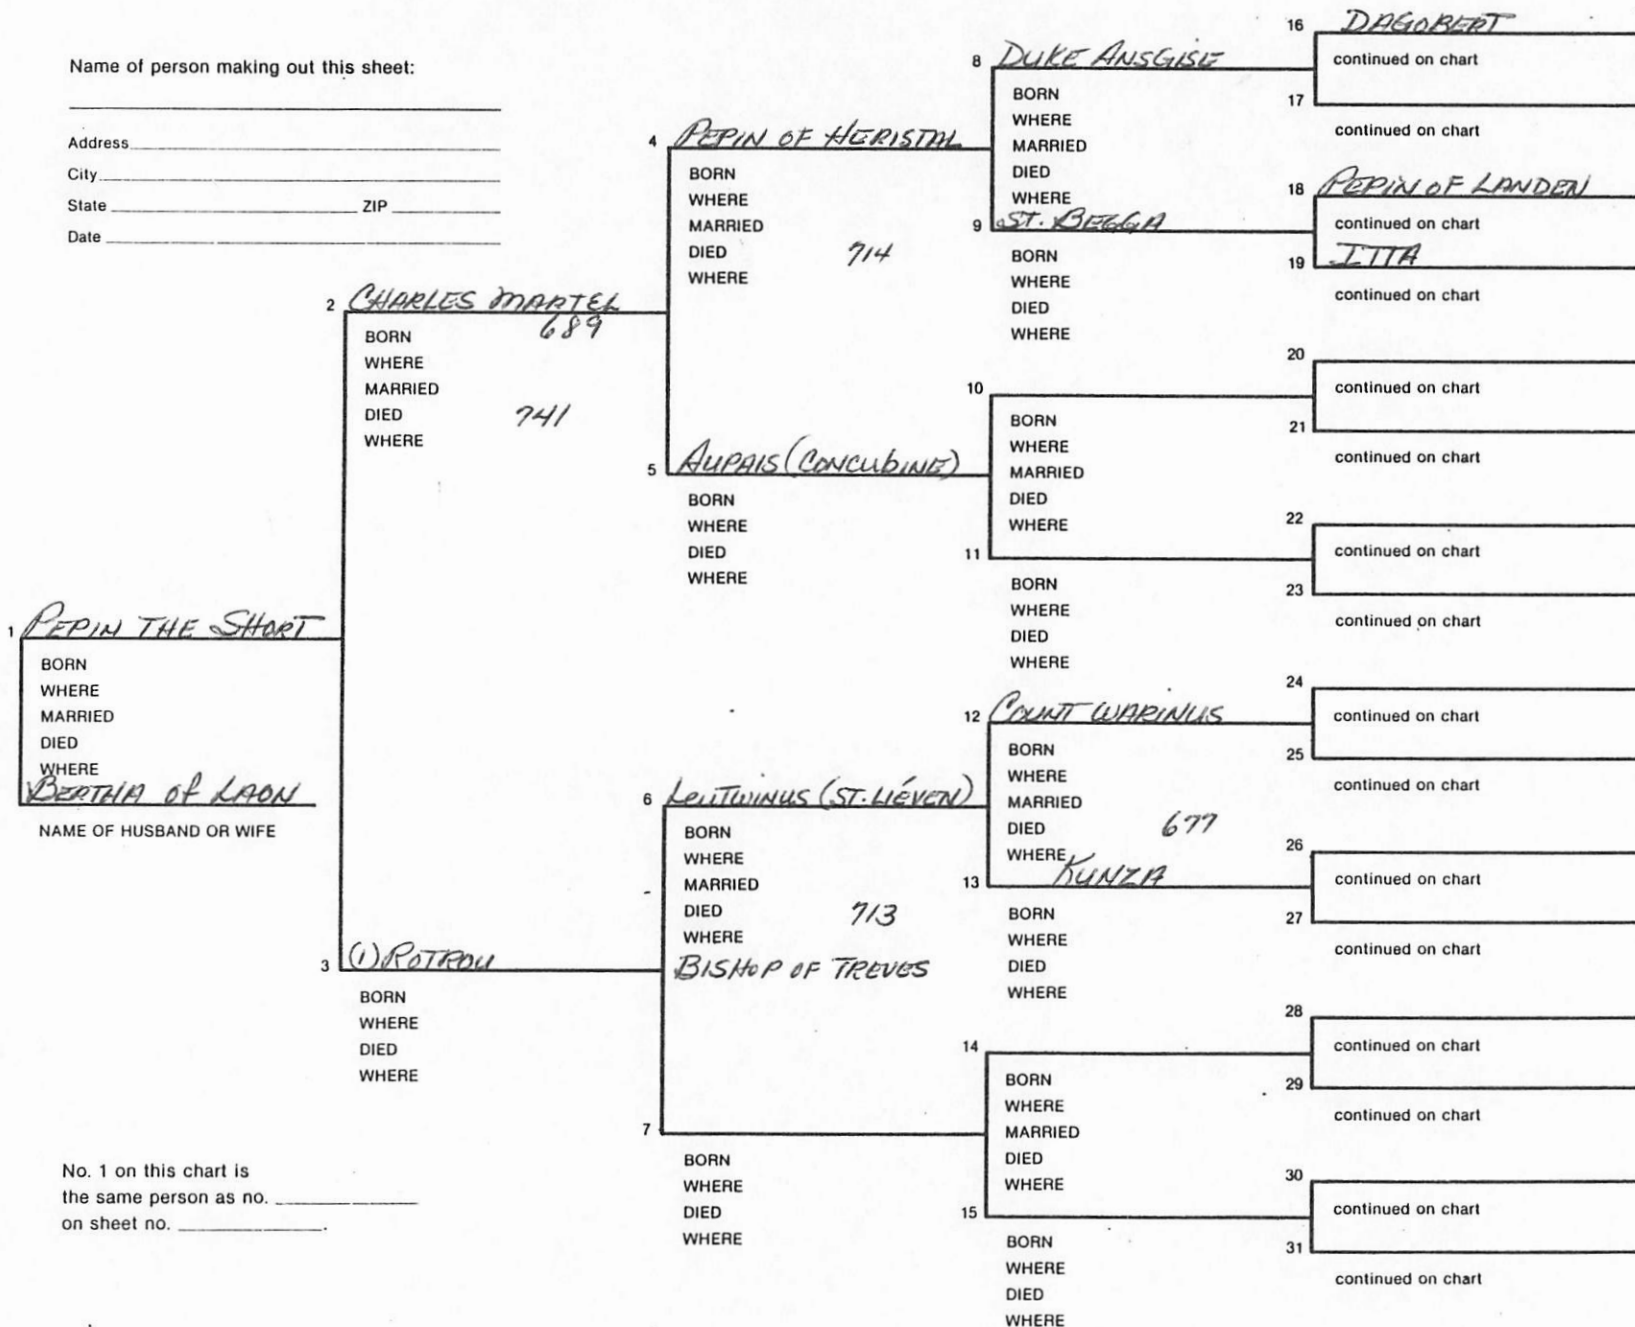 Name of person making out this sheet:
Address
City
State ZIP
Date
1 PEPIN THE SHORT
BORN
WHERE
MARRIED
DIED
WHERE
BERTHA of LAON
NAME OF HUSBAND OR WIFE
No. 1 on this chart is
the same person as no.
on sheet no. .
2 CHARLES MARTEL
BORN 689
WHERE
MARRIED
DIED 741
WHERE
3 (1) ROTROU
BORN
WHERE
DIED
WHERE
4 PEPIN OF HERISTAL
BORN
WHERE
MARRIED
DIED 714
WHERE
5 AUPAIS (CONCUBINE)
BORN
WHERE
DIED
WHERE
6 LEUTWINUS (ST. LIÉVEN)
BORN
WHERE
MARRIED
DIED 713
WHERE
BISHOP OF TREVES
7
BORN
WHERE
DIED
WHERE
8 DUKE ANSGISE
BORN
WHERE
MARRIED
DIED
WHERE
9 ST. BEGGA
BORN
WHERE
DIED
WHERE
10
BORN
WHERE
MARRIED
DIED
WHERE
11
BORN
WHERE
DIED
WHERE
12 COUNT WARINUS
BORN
WHERE
MARRIED
DIED 677
WHERE
13 KUNZA
BORN
WHERE
DIED
WHERE
14
BORN
WHERE
MARRIED
DIED
WHERE
15
BORN
WHERE
DIED
WHERE
16 DAGOBERT
continued on chart
17
continued on chart
18 PEPIN OF LANDEN
continued on chart
19 ITTA
continued on chart
20
continued on chart
21
continued on chart
22
continued on chart
23
continued on chart
24
continued on chart
25
continued on chart
26
continued on chart
27
continued on chart
28
continued on chart
29
continued on chart
30
continued on chart
31
continued on chart